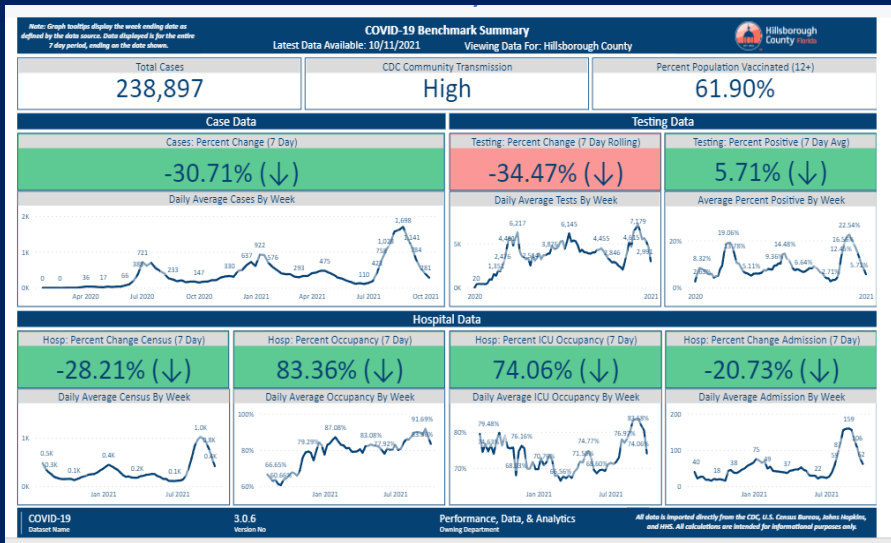 Note: Graph tooltips display the week ending date as
defined by the data source. Data displayed is for the entire
7 day period, ending on the date shown.
COVID-19 Benchmark Summary
Latest Data Available: 10/11/2021 Viewing Data For: Hillsborough County
Hillsborough
County Florida
Total Cases
238,897
CDC Community Transmission
High
Percent Population Vaccinated (12+)
61.90%
Case Data
Testing Data
Cases: Percent Change (7 Day)
-30.71% (↓)
Testing: Percent Change (7 Day Rolling)
-34.47% (↓)
Testing: Percent Positive (7 Day Avg)
5.71% (↓)
Daily Average Cases By Week
2K
1K
0K
0 0 36 17 66 721 233 147 330 637 922 576 293 475 110 1,698
Apr 2020 Jul 2020 Oct 2020 Jan 2021 Apr 2021 Jul 2021 Oct 2021
Daily Average Tests By Week
5K
0K
20 6,217 6,145 4,455 7,179
2020 2021
Average Percent Positive By Week
20%
0%
8.32% 19.06% 5.11% 9.36% 14.48% 6.64% 2.71% 22.54%
2020 2021
Hospital Data
Hosp: Percent Change Census (7 Day)
-28.21% (↓)
Hosp: Percent Occupancy (7 Day)
83.36% (↓)
Hosp: Percent ICU Occupancy (7 Day)
74.06% (↓)
Hosp: Percent Change Admission (7 Day)
-20.73% (↓)
Daily Average Census By Week
1K
0K
0.5K 0.3K 0.1K 0.4K 0.2K 0.1K 1.0K
Jan 2021 Jul 2021
Daily Average Occupancy By Week
100%
80%
60%
66.65% 79.29% 87.08% 83.08% 77.92% 91.69%
Jan 2021 Jul 2021
Daily Average ICU Occupancy By Week
80%
70%
79.48% 76.16% 74.77% 74.06%
Jan 2021 Jul 2021
Daily Average Admission By Week
200
100
0
40 18 38 75 37 22 59 159 62
Jan 2021 Jul 2021
COVID-19
Dataset Name
3.0.6
Version No
Performance, Data, & Analytics
Owning Department
All data is imported directly from the CDC, U.S. Census Bureau, Johns Hopkins,
and HHS. All calculations are intended for informational purposes only.